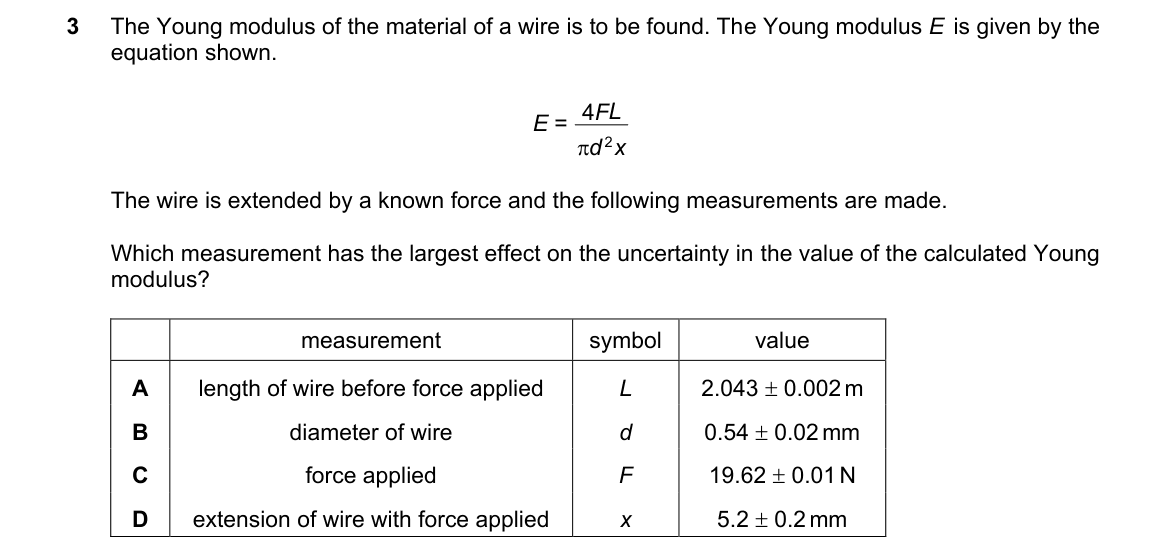 3 The Young modulus of the material of a wire is to be found. The Young modulus E is given by the
equation shown.
E = 4FL / πd²x
The wire is extended by a known force and the following measurements are made.
Which measurement has the largest effect on the uncertainty in the value of the calculated Young
modulus?
measurement symbol value
A length of wire before force applied L 2.043 ± 0.002 m
B diameter of wire d 0.54 ± 0.02 mm
C force applied F 19.62 ± 0.01 N
D extension of wire with force applied x 5.2 ± 0.2 mm